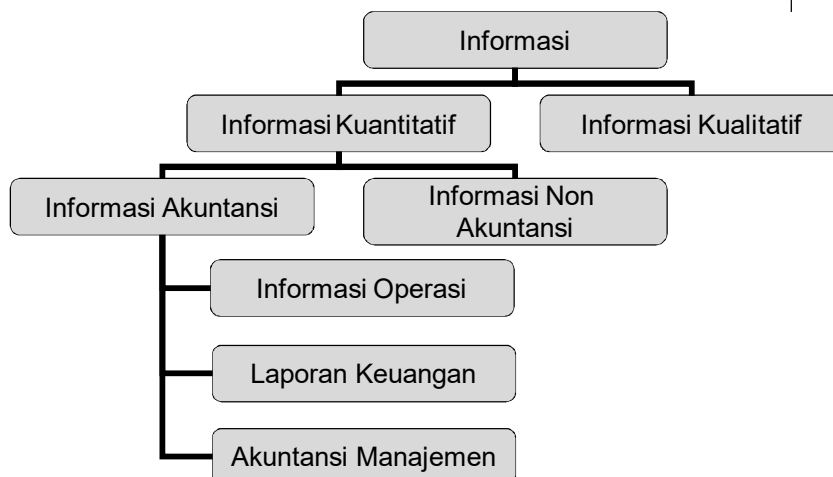 Informasi
Informasi Kuantitatif
Informasi Kualitatif
Informasi Akuntansi
Informasi Non
Akuntansi
Informasi Operasi
Laporan Keuangan
Akuntansi Manajemen